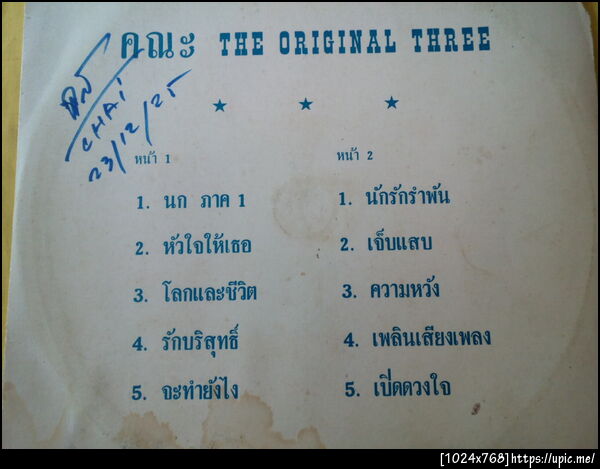 คณะ THE ORIGINAL THREE
CHAI
23/12/25
หน้า 1
1. นก ภาค 1
2. หัวใจให้เธอ
3. โลกและชีวิต
4. รักบริสุทธิ์
5. จะทำยังไง
หน้า 2
1. นักรักรำพัน
2. เจ็บแสบ
3. ความหวัง
4. เพลินเสียงเพลง
5. เปิดดวงใจ
[1024x768]https://upic.me/